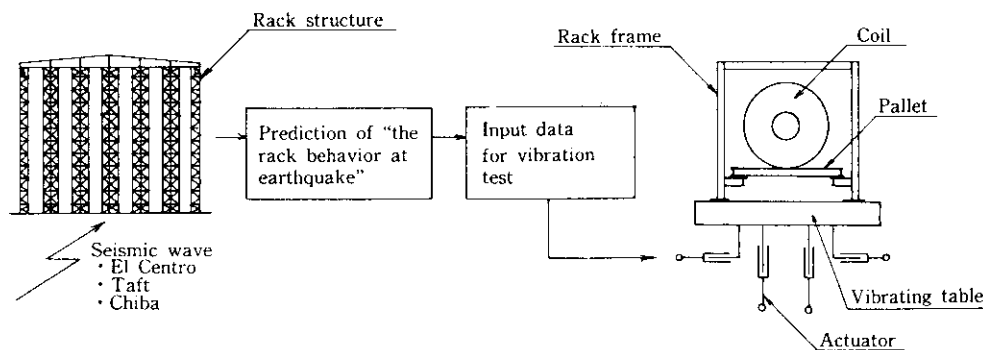 Rack structure
Seismic wave
・El Centro
・Taft
・Chiba
Prediction of “the
rack behavior at
earthquake”
Input data
for vibration
test
Rack frame
Coil
Pallet
Vibrating table
Actuator